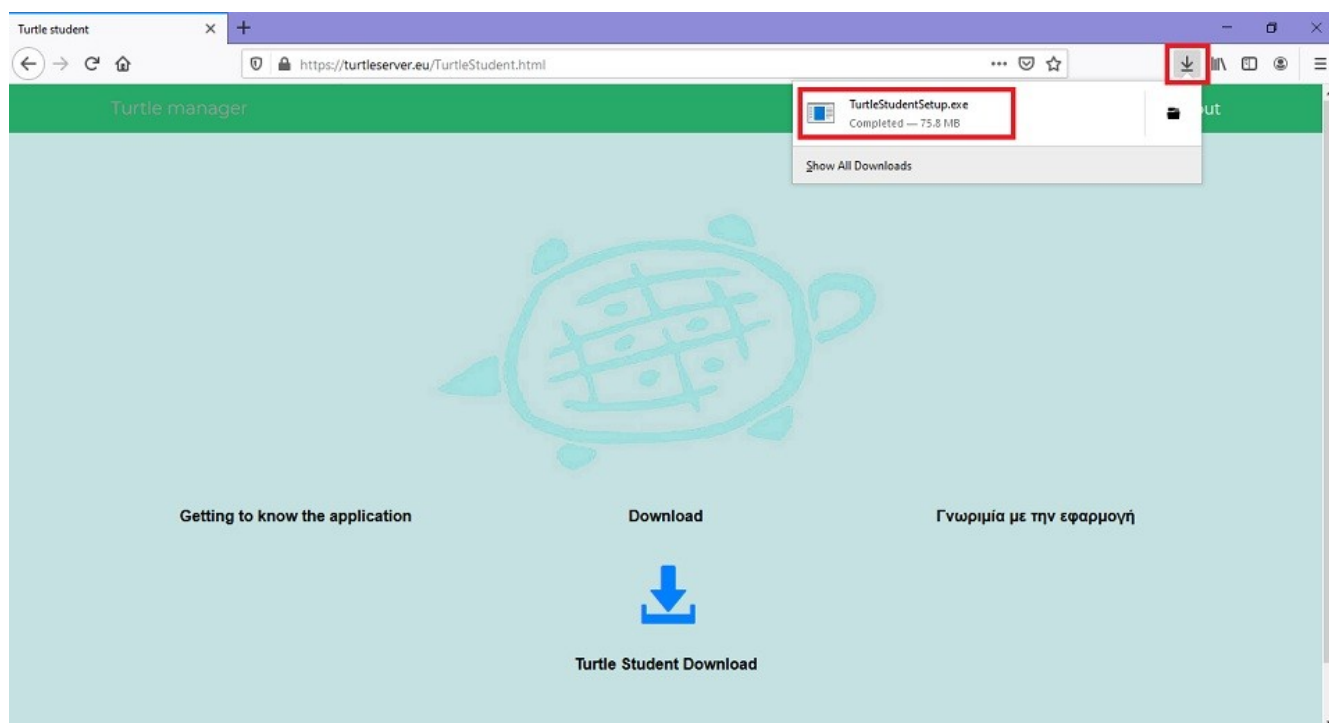 Turtle student
https://turtleserver.eu/TurtleStudent.html
Turtle manager
TurtleStudentSetup.exe
Completed — 75.8 MB
Show All Downloads
Getting to know the application
Download
Γνωριμία με την εφαρμογή
Turtle Student Download